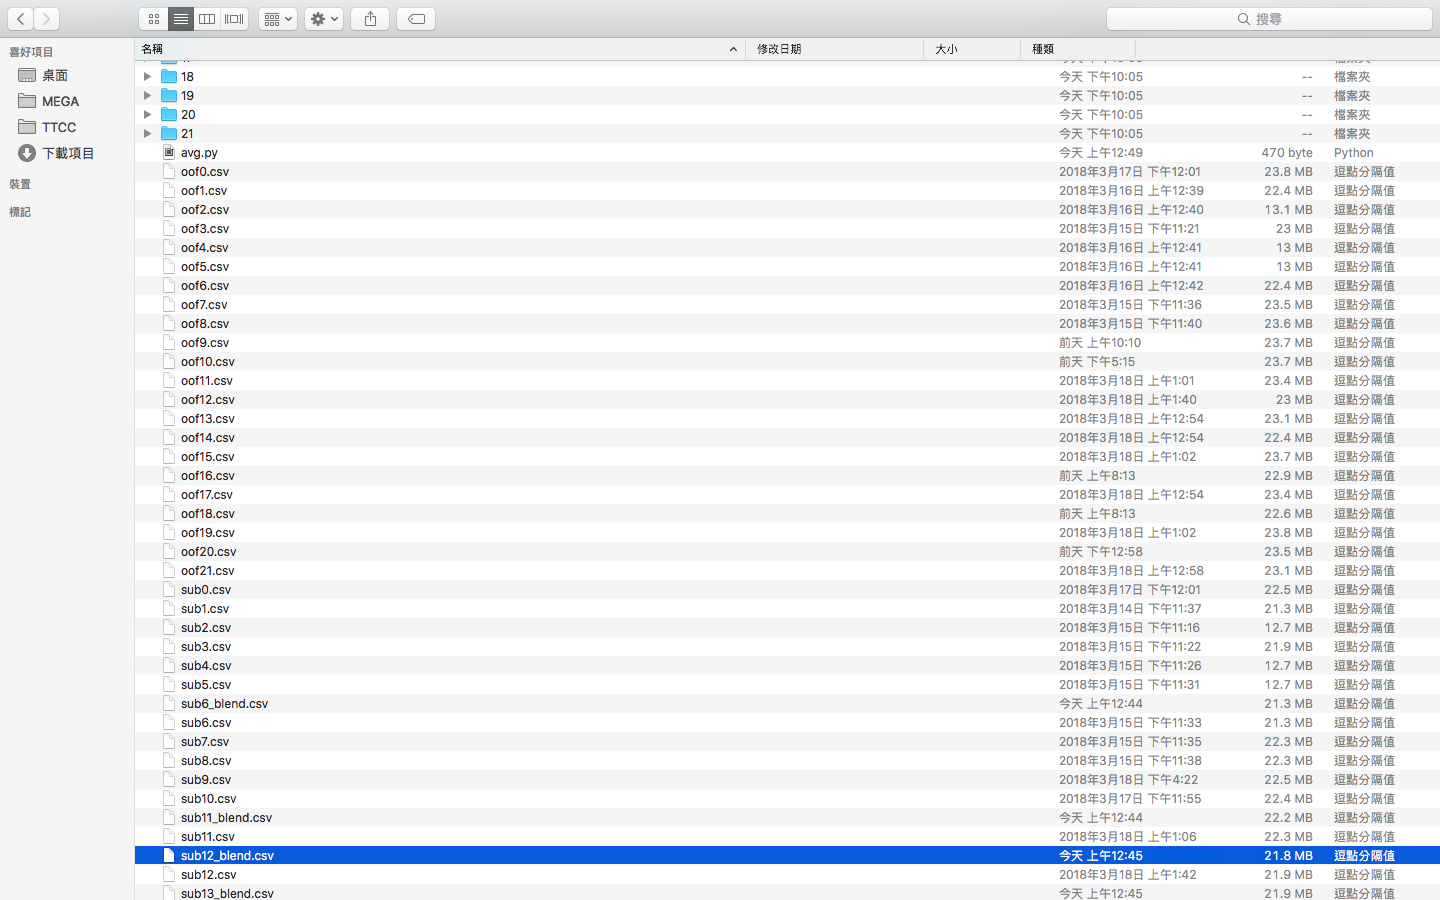 搜尋
喜好項目
桌面
MEGA
TTCC
下載項目
裝置
標記
名稱 修改日期 大小 種類
18 今天 下午10:05 -- 檔案夾
19 今天 下午10:05 -- 檔案夾
20 今天 下午10:05 -- 檔案夾
21 今天 下午10:05 -- 檔案夾
avg.py 今天 上午12:49 470 byte Python
oof0.csv 2018年3月17日 下午12:01 23.8 MB 逗點分隔值
oof1.csv 2018年3月16日 上午12:39 22.4 MB 逗點分隔值
oof2.csv 2018年3月16日 上午12:40 13.1 MB 逗點分隔值
oof3.csv 2018年3月15日 下午11:21 23 MB 逗點分隔值
oof4.csv 2018年3月16日 上午12:41 13 MB 逗點分隔值
oof5.csv 2018年3月16日 上午12:41 13 MB 逗點分隔值
oof6.csv 2018年3月16日 上午12:42 22.4 MB 逗點分隔值
oof7.csv 2018年3月15日 下午11:36 23.5 MB 逗點分隔值
oof8.csv 2018年3月15日 下午11:40 23.6 MB 逗點分隔值
oof9.csv 前天 上午10:10 23.7 MB 逗點分隔值
oof10.csv 前天 下午5:15 23.7 MB 逗點分隔值
oof11.csv 2018年3月18日 上午1:01 23.4 MB 逗點分隔值
oof12.csv 2018年3月18日 上午1:40 23 MB 逗點分隔值
oof13.csv 2018年3月18日 上午12:54 23.1 MB 逗點分隔值
oof14.csv 2018年3月18日 上午12:54 22.4 MB 逗點分隔值
oof15.csv 2018年3月18日 上午1:02 23.7 MB 逗點分隔值
oof16.csv 前天 上午8:13 22.9 MB 逗點分隔值
oof17.csv 2018年3月18日 上午12:54 23.4 MB 逗點分隔值
oof18.csv 前天 上午8:13 22.6 MB 逗點分隔值
oof19.csv 2018年3月18日 上午1:02 23.8 MB 逗點分隔值
oof20.csv 前天 下午12:58 23.5 MB 逗點分隔值
oof21.csv 2018年3月18日 上午12:58 23.1 MB 逗點分隔值
sub0.csv 2018年3月17日 下午12:01 22.5 MB 逗點分隔值
sub1.csv 2018年3月14日 下午11:37 21.3 MB 逗點分隔值
sub2.csv 2018年3月15日 下午11:16 12.7 MB 逗點分隔值
sub3.csv 2018年3月15日 下午11:22 21.9 MB 逗點分隔值
sub4.csv 2018年3月15日 下午11:26 12.7 MB 逗點分隔值
sub5.csv 2018年3月15日 下午11:31 12.7 MB 逗點分隔值
sub6_blend.csv 今天 上午12:44 21.3 MB 逗點分隔值
sub6.csv 2018年3月15日 下午11:33 21.3 MB 逗點分隔值
sub7.csv 2018年3月15日 下午11:35 22.3 MB 逗點分隔值
sub8.csv 2018年3月15日 下午11:38 22.3 MB 逗點分隔值
sub9.csv 2018年3月18日 下午4:22 22.5 MB 逗點分隔值
sub10.csv 2018年3月17日 下午11:55 22.4 MB 逗點分隔值
sub11_blend.csv 今天 上午12:44 22.2 MB 逗點分隔值
sub11.csv 2018年3月18日 上午1:06 22.3 MB 逗點分隔值
sub12_blend.csv 今天 上午12:45 21.8 MB 逗點分隔值
sub12.csv 2018年3月18日 上午1:42 21.9 MB 逗點分隔值
sub13_blend.csv 今天 上午12:45 21.9 MB 逗點分隔值